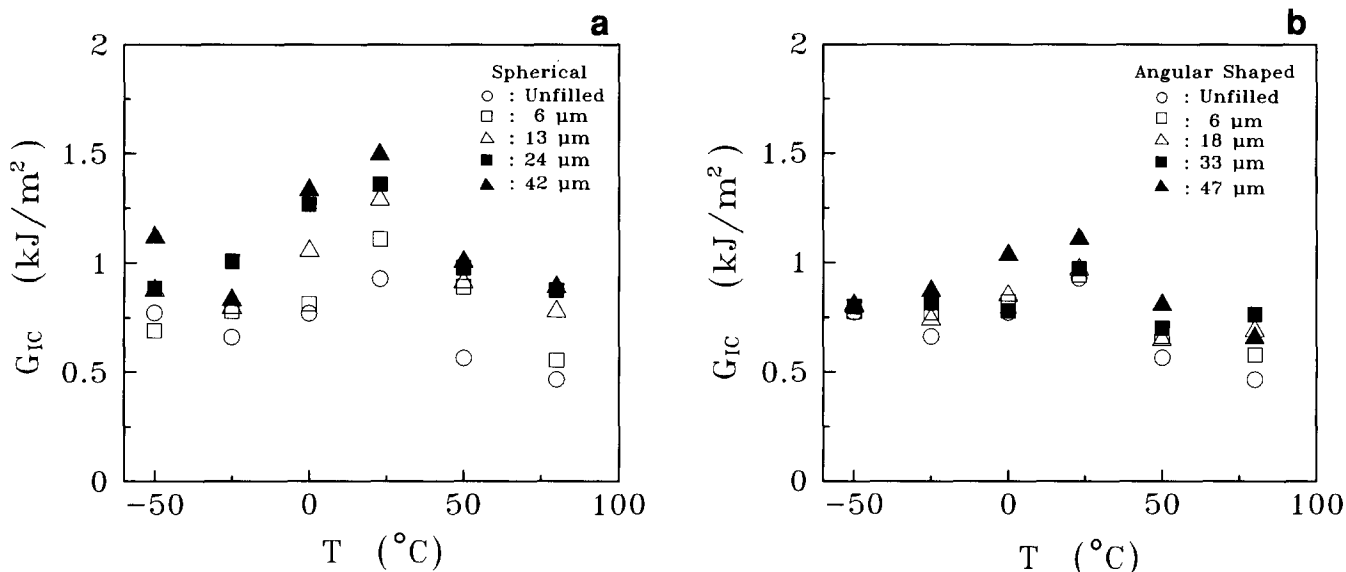 a
2
1.5
1
0.5
0
G_IC (kJ/m²)
Spherical
○ : Unfilled
□ : 6 µm
△ : 13 µm
■ : 24 µm
▲ : 42 µm
−50 0 50 100
T (°C)
b
2
1.5
1
0.5
0
G_IC (kJ/m²)
Angular Shaped
○ : Unfilled
□ : 6 µm
△ : 18 µm
■ : 33 µm
▲ : 47 µm
−50 0 50 100
T (°C)